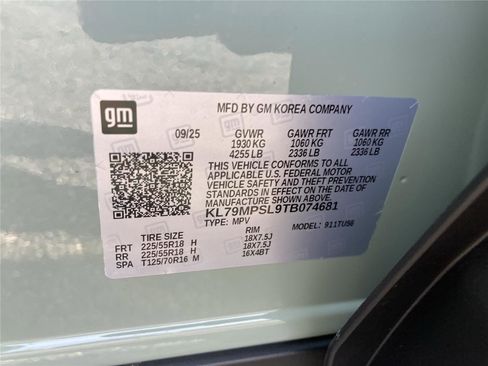 gm
MFD BY GM KOREA COMPANY
09/25 GVWR GAWR FRT GAWR RR
1930 KG 1060 KG 1060 KG
4255 LB 2336 LB 2336 LB
THIS VEHICLE CONFORMS TO ALL
APPLICABLE U.S. FEDERAL MOTOR
VEHICLE SAFETY AND THEFT
PREVENTION STANDARDS IN EFFECT ON
THE DATE OF MANUFACTURE SHOWN ABOVE.
KL79MPSL9TB074681
TYPE: MPV MODEL: 911TU56
TIRE SIZE RIM
FRT 225/55R18 H 18X7.5J
RR 225/55R18 H 18X7.5J
SPA T125/70R16 M 16X4BT